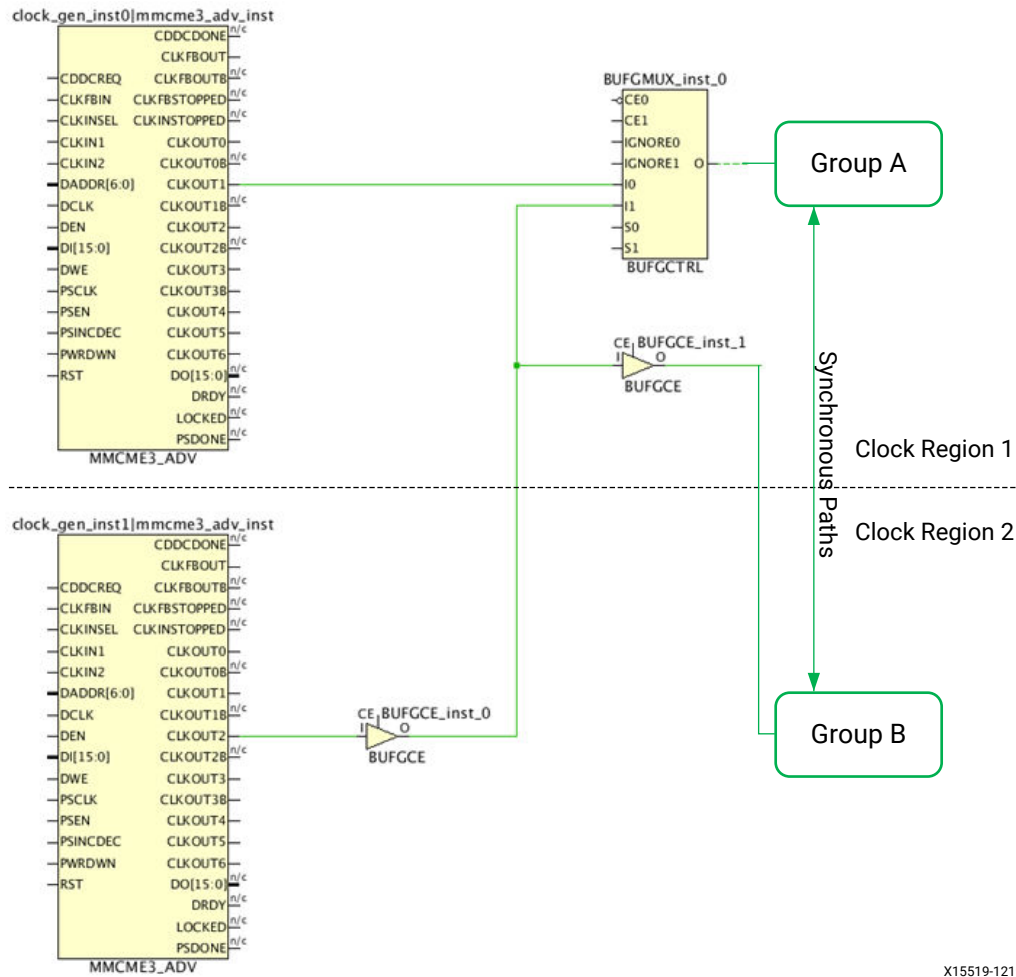 clock_gen_inst0|mmcme3_adv_inst
CDDCDONE n/c
CLKFBOUT
CDDCREQ CLKFBOUTB n/c
CLKFBIN CLKFBSTOPPED n/c
CLKINSEL CLKINSTOPPED n/c
CLKIN1 CLKOUT0
CLKIN2 CLKOUT0B n/c
DADDR[6:0] CLKOUT1
DCLK CLKOUT1B n/c
DEN CLKOUT2
DI[15:0] CLKOUT2B n/c
DWE CLKOUT3
PSCLK CLKOUT3B n/c
PSEN CLKOUT4
PSINCDEC CLKOUT5
PWRDWN CLKOUT6
RST DO[15:0] n/c
DRDY n/c
LOCKED n/c
PSDONE n/c
MMCME3_ADV
BUFGMUX_inst_0
CE0
CE1
IGNORE0
IGNORE1 O
I0
I1
S0
S1
BUFGCTRL
Group A
CE BUFGCE_inst_1
I O
BUFGCE
Synchronous Paths
Clock Region 1
Clock Region 2
clock_gen_inst1|mmcme3_adv_inst
CDDCDONE n/c
CLKFBOUT
CDDCREQ CLKFBOUTB n/c
CLKFBIN CLKFBSTOPPED n/c
CLKINSEL CLKINSTOPPED n/c
CLKIN1 CLKOUT0
CLKIN2 CLKOUT0B n/c
DADDR[6:0] CLKOUT1
DCLK CLKOUT1B n/c
DEN CLKOUT2
DI[15:0] CLKOUT2B n/c
DWE CLKOUT3
PSCLK CLKOUT3B n/c
PSEN CLKOUT4
PSINCDEC CLKOUT5
PWRDWN CLKOUT6
RST DO[15:0] n/c
DRDY n/c
LOCKED n/c
PSDONE n/c
MMCME3_ADV
CE BUFGCE_inst_0
I O
BUFGCE
Group B
X15519-121